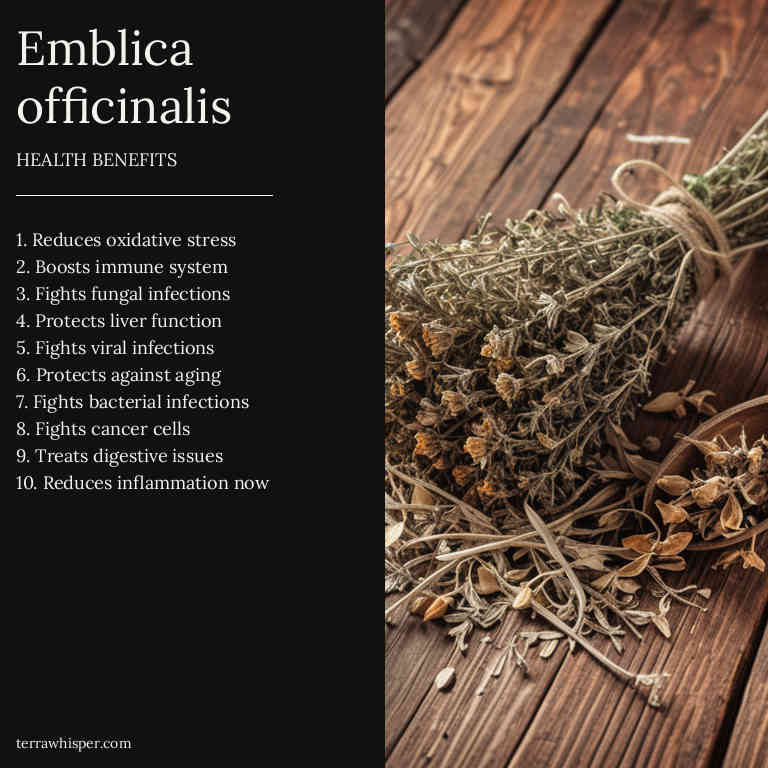 Emblica
officinalis
HEALTH BENEFITS
1. Reduces oxidative stress
2. Boosts immune system
3. Fights fungal infections
4. Protects liver function
5. Fights viral infections
6. Protects against aging
7. Fights bacterial infections
8. Fights cancer cells
9. Treats digestive issues
10. Reduces inflammation now
terrawhisper.com